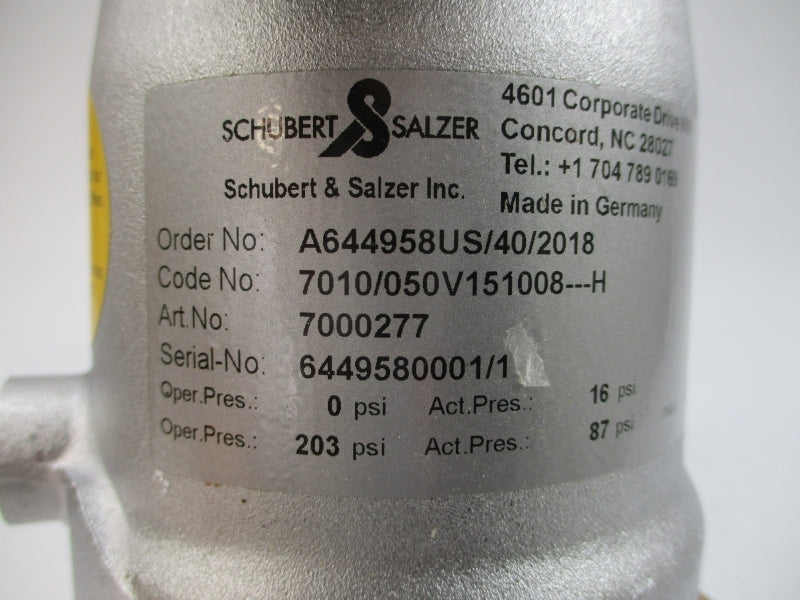 SCHUBERT & SALZER
Schubert & Salzer Inc.
4601 Corporate Drive
Concord, NC 28027
Tel.: +1 704 789 0169
Made in Germany
Order No: A644958US/40/2018
Code No: 7010/050V151008---H
Art.No: 7000277
Serial-No: 6449580001/1
Oper.Pres.: 0 psi Act.Pres.: 16 psi
Oper.Pres.: 203 psi Act.Pres.: 87 psi